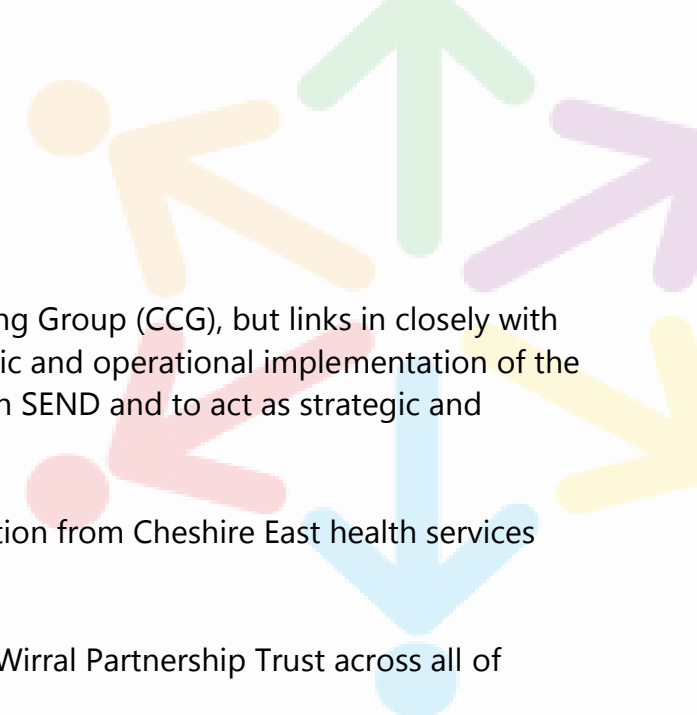 ng Group (CCG), but links in closely with
ic and operational implementation of the
n SEND and to act as strategic and
tion from Cheshire East health services
Wirral Partnership Trust across all of